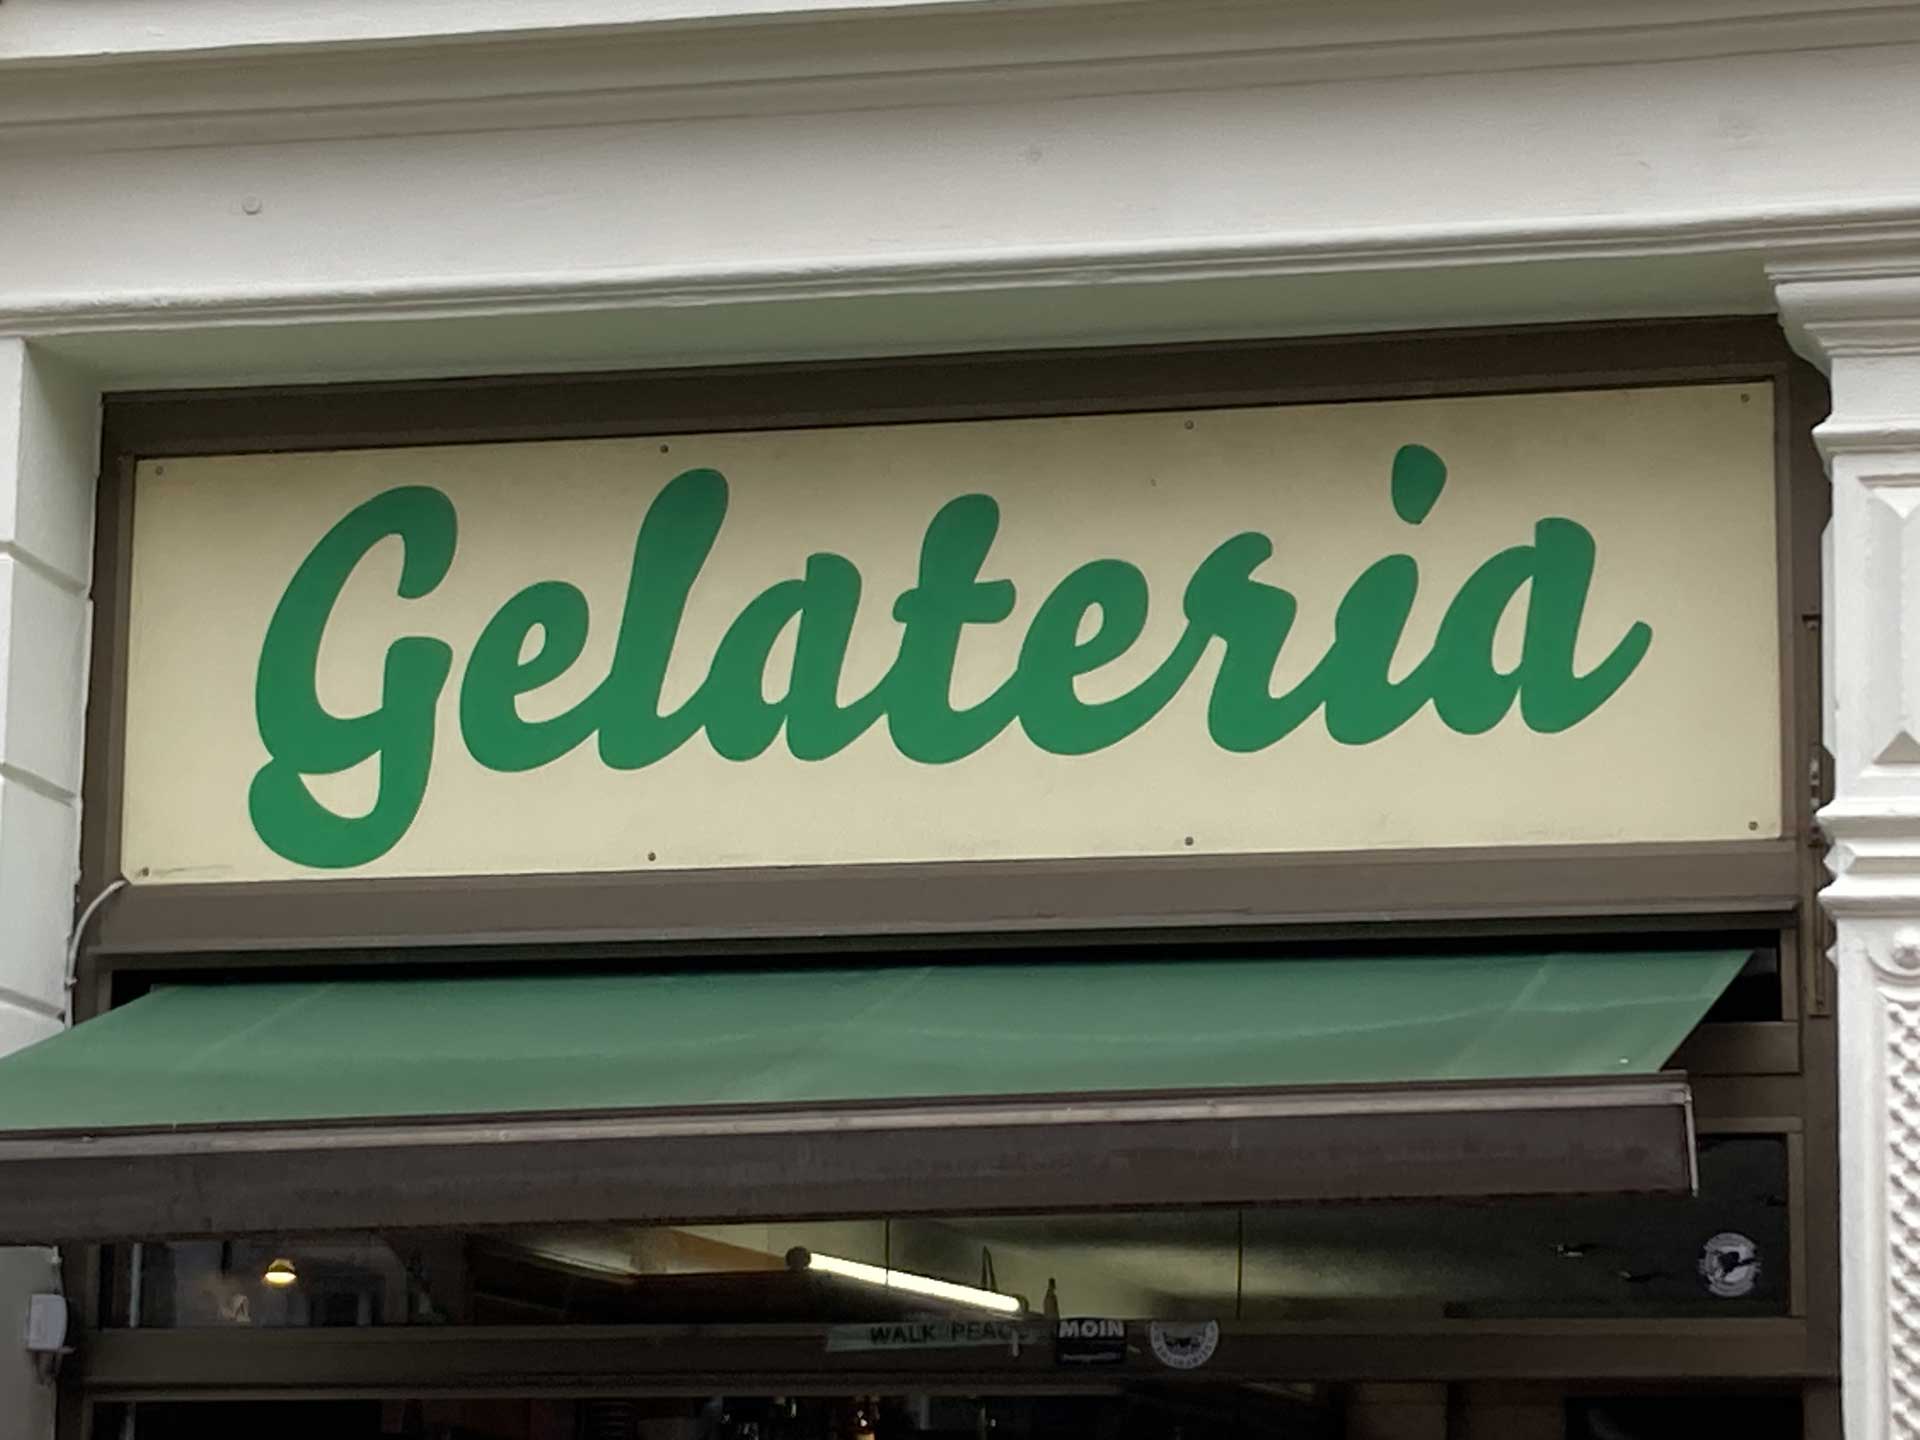 Gelateria
WALK PEACE
MOIN